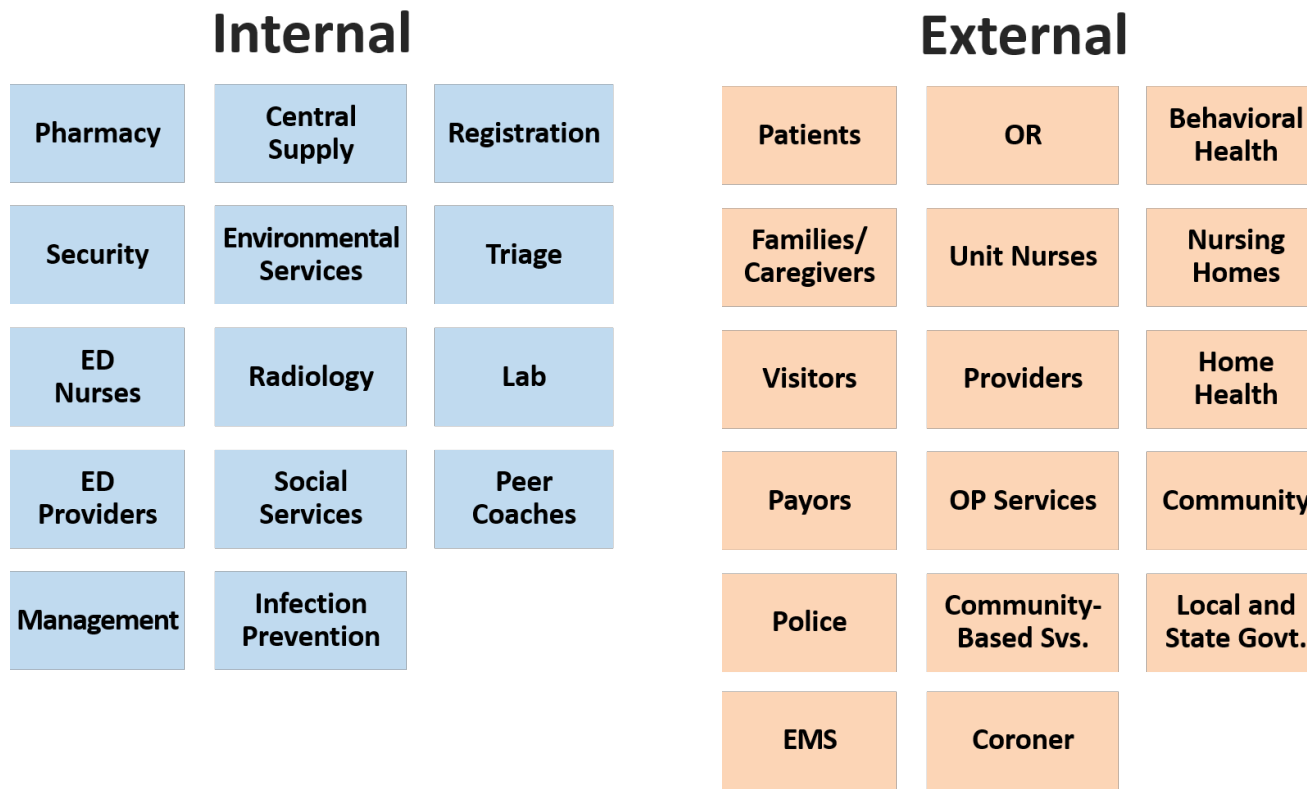 Internal
External
Pharmacy
Central
Supply
Registration
Security
Environmental
Services
Triage
ED
Nurses
Radiology
Lab
ED
Providers
Social
Services
Peer
Coaches
Management
Infection
Prevention
Patients
OR
Behavioral
Health
Families/
Caregivers
Unit Nurses
Nursing
Homes
Visitors
Providers
Home
Health
Payors
OP Services
Community
Police
Community-
Based Svs.
Local and
State Govt.
EMS
Coroner